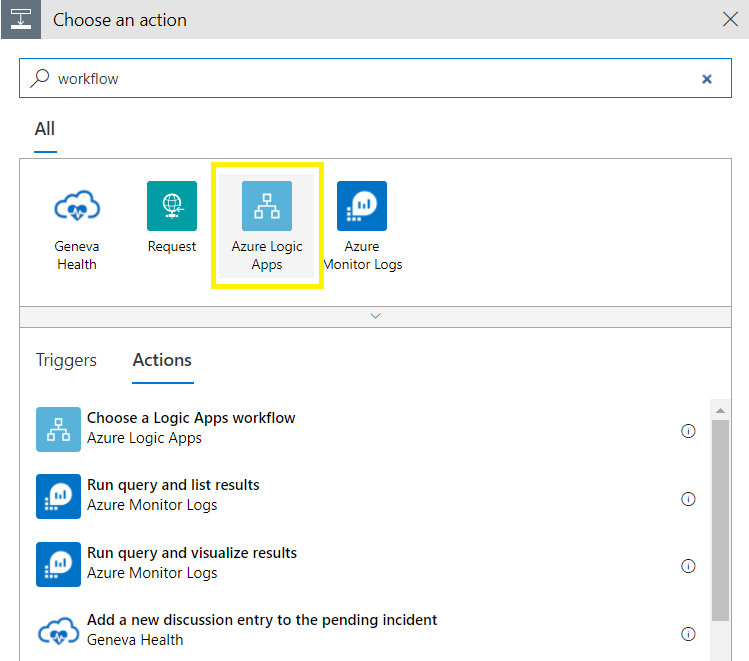 Choose an action
workflow
All
Geneva
Health
Request
Azure Logic
Apps
Azure
Monitor Logs
Triggers
Actions
Choose a Logic Apps workflow
Azure Logic Apps
Run query and list results
Azure Monitor Logs
Run query and visualize results
Azure Monitor Logs
Add a new discussion entry to the pending incident
Geneva Health